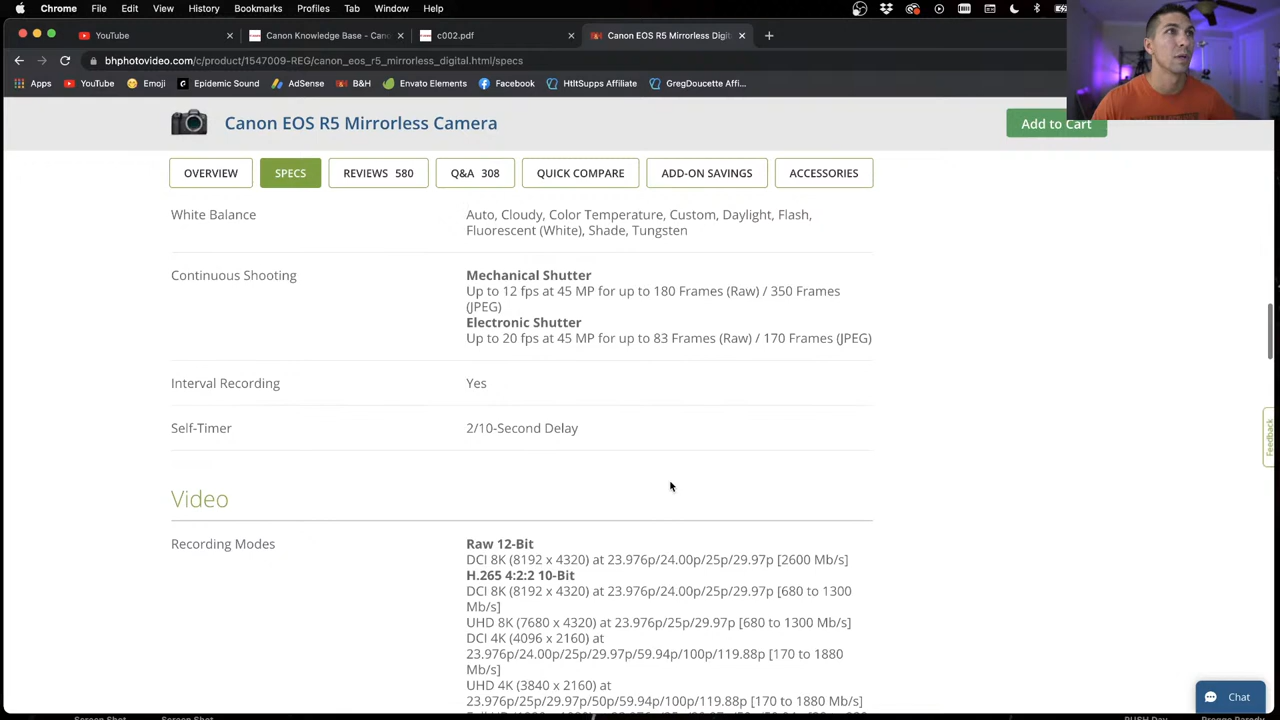 Chrome File Edit View History Bookmarks Profiles Tab Window Help
YouTube
Canon Knowledge Base - Can
c002.pdf
Canon EOS R5 Mirrorless Digit
bhphotovideo.com/c/product/1547009-REG/canon_eos_r5_mirrorless_digital.html/specs
Apps YouTube Emoji Epidemic Sound AdSense B&H Envato Elements Facebook HtltSupps Affiliate GregDoucette Affi...
Canon EOS R5 Mirrorless Camera
Add to Cart
OVERVIEW SPECS REVIEWS 580 Q&A 308 QUICK COMPARE ADD-ON SAVINGS ACCESSORIES
White Balance
Auto, Cloudy, Color Temperature, Custom, Daylight, Flash,
Fluorescent (White), Shade, Tungsten
Continuous Shooting
Mechanical Shutter
Up to 12 fps at 45 MP for up to 180 Frames (Raw) / 350 Frames
(JPEG)
Electronic Shutter
Up to 20 fps at 45 MP for up to 83 Frames (Raw) / 170 Frames (JPEG)
Interval Recording
Yes
Self-Timer
2/10-Second Delay
Video
Recording Modes
Raw 12-Bit
DCI 8K (8192 x 4320) at 23.976p/24.00p/25p/29.97p [2600 Mb/s]
H.265 4:2:2 10-Bit
DCI 8K (8192 x 4320) at 23.976p/24.00p/25p/29.97p [680 to 1300
Mb/s]
UHD 8K (7680 x 4320) at 23.976p/25p/29.97p [680 to 1300 Mb/s]
DCI 4K (4096 x 2160) at
23.976p/24.00p/25p/29.97p/59.94p/100p/119.88p [170 to 1880
Mb/s]
UHD 4K (3840 x 2160) at
23.976p/25p/29.97p/50p/59.94p/100p/119.88p [170 to 1880 Mb/s]
Feedback
Chat